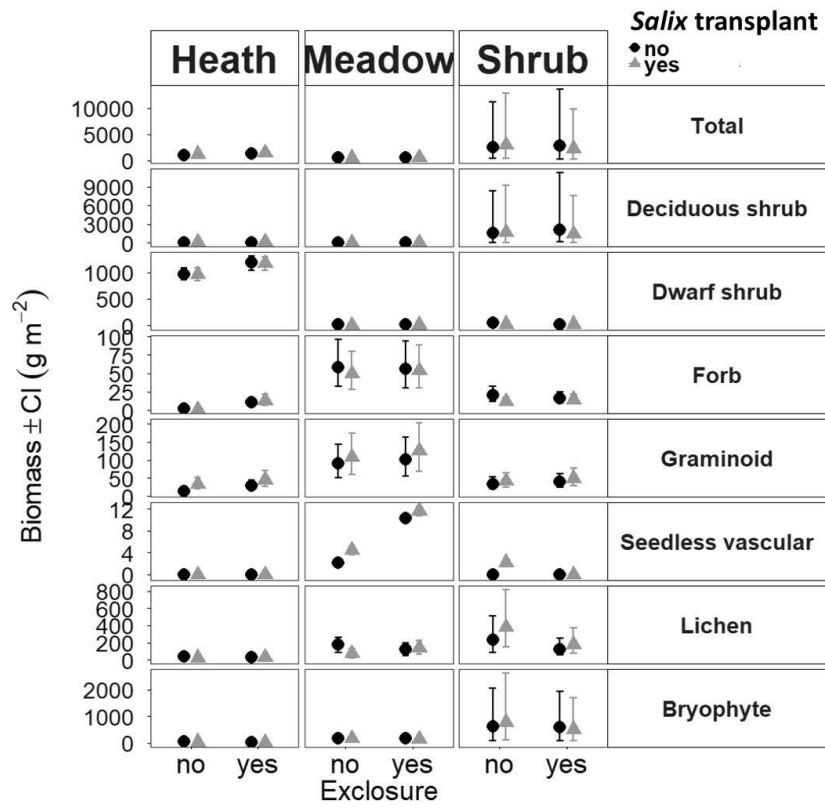 Salix transplant
no
yes
Heath Meadow Shrub
10000
5000
0
Total
9000
6000
3000
0
Deciduous shrub
1000
500
0
Dwarf shrub
100
75
50
25
0
Forb
200
150
100
50
0
Graminoid
12
8
4
0
Seedless vascular
800
600
400
200
0
Lichen
2000
1000
0
Bryophyte
Biomass ± CI (g m⁻²)
no yes no yes no yes
Exclosure